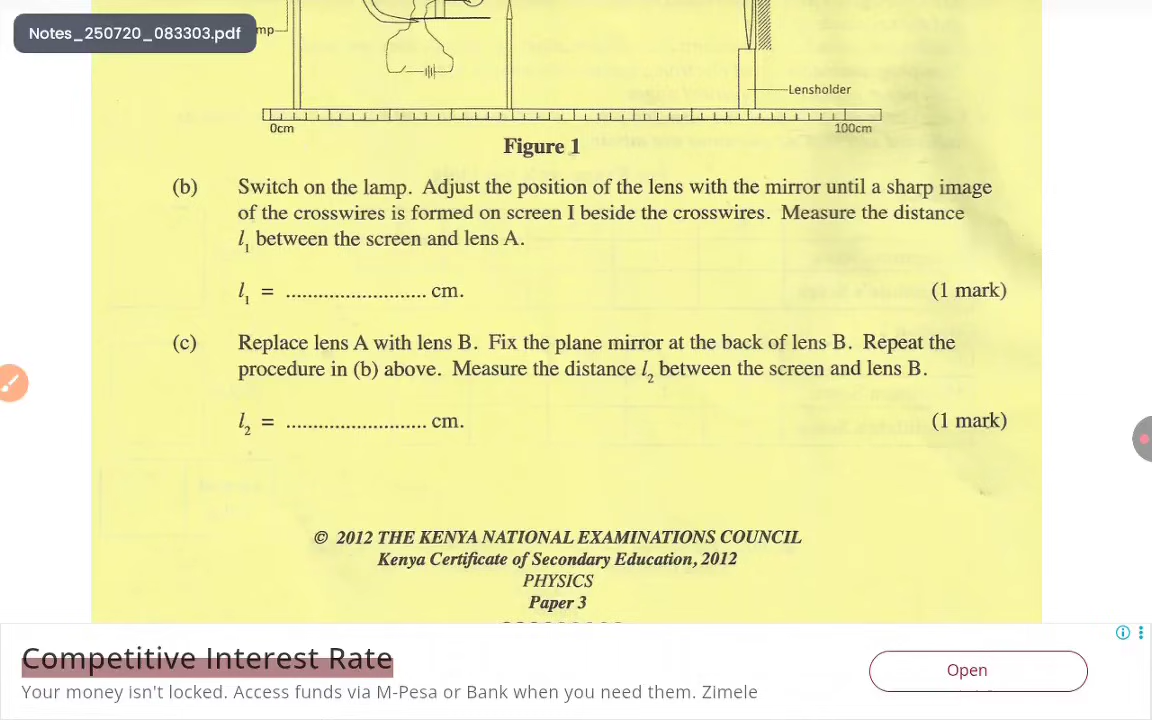 Notes_250720_083303.pdf
mp
Lensholder
0cm
100cm
Figure 1
(b) Switch on the lamp. Adjust the position of the lens with the mirror until a sharp image
of the crosswires is formed on screen I beside the crosswires. Measure the distance
l₁ between the screen and lens A.
l₁ = .......................... cm. (1 mark)
(c) Replace lens A with lens B. Fix the plane mirror at the back of lens B. Repeat the
procedure in (b) above. Measure the distance l₂ between the screen and lens B.
l₂ = .......................... cm. (1 mark)
© 2012 THE KENYA NATIONAL EXAMINATIONS COUNCIL
Kenya Certificate of Secondary Education, 2012
PHYSICS
Paper 3
Competitive Interest Rate
Your money isn't locked. Access funds via M-Pesa or Bank when you need them. Zimele
Open